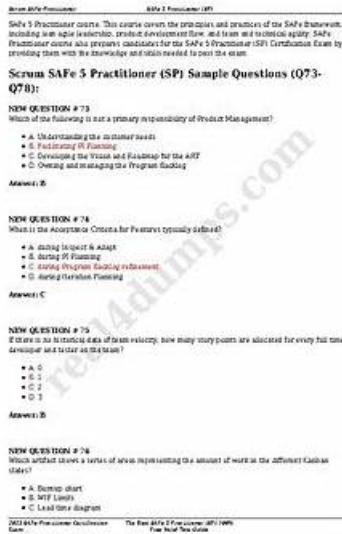 Scrum SAFe-Practitioner
SAFe 5 Practitioner (SP)
SAFe 5 Practitioner course. This course covers the principles and practices of the SAFe framework,
including lean agile leadership, product development flow, and team and technical agility. SAFe
Practitioner course also prepares candidates for the SAFe 5 Practitioner (SP) Certification Exam by
providing them with the knowledge and skills needed to pass the exam.
Scrum SAFe 5 Practitioner (SP) Sample Questions (Q73-
Q78):
NEW QUESTION # 73
Which of the following is not a primary responsibility of Product Management?
A. Understanding the customer needs
B. Facilitating PI Planning
C. Developing the Vision and Roadmap for the ART
D. Owning and managing the Program Backlog
Answer: B
NEW QUESTION # 74
When is the Acceptance Criteria for Features typically defined?
A. during Inspect & Adapt
B. during PI Planning
C. during Program Backlog refinement
D. during Iteration Planning
Answer: C
NEW QUESTION # 75
If there is no historical data of team velocity, how many story points are allocated for every full time
developer and tester on the team?
A. 0
B. 1
C. 2
D. 3
Answer: B
NEW QUESTION # 76
Which artifact shows a series of areas representing the amount of work in the different Kanban
states?
A. Burnup chart
B. WIP Limits
C. Lead time diagram
real4dumps.com